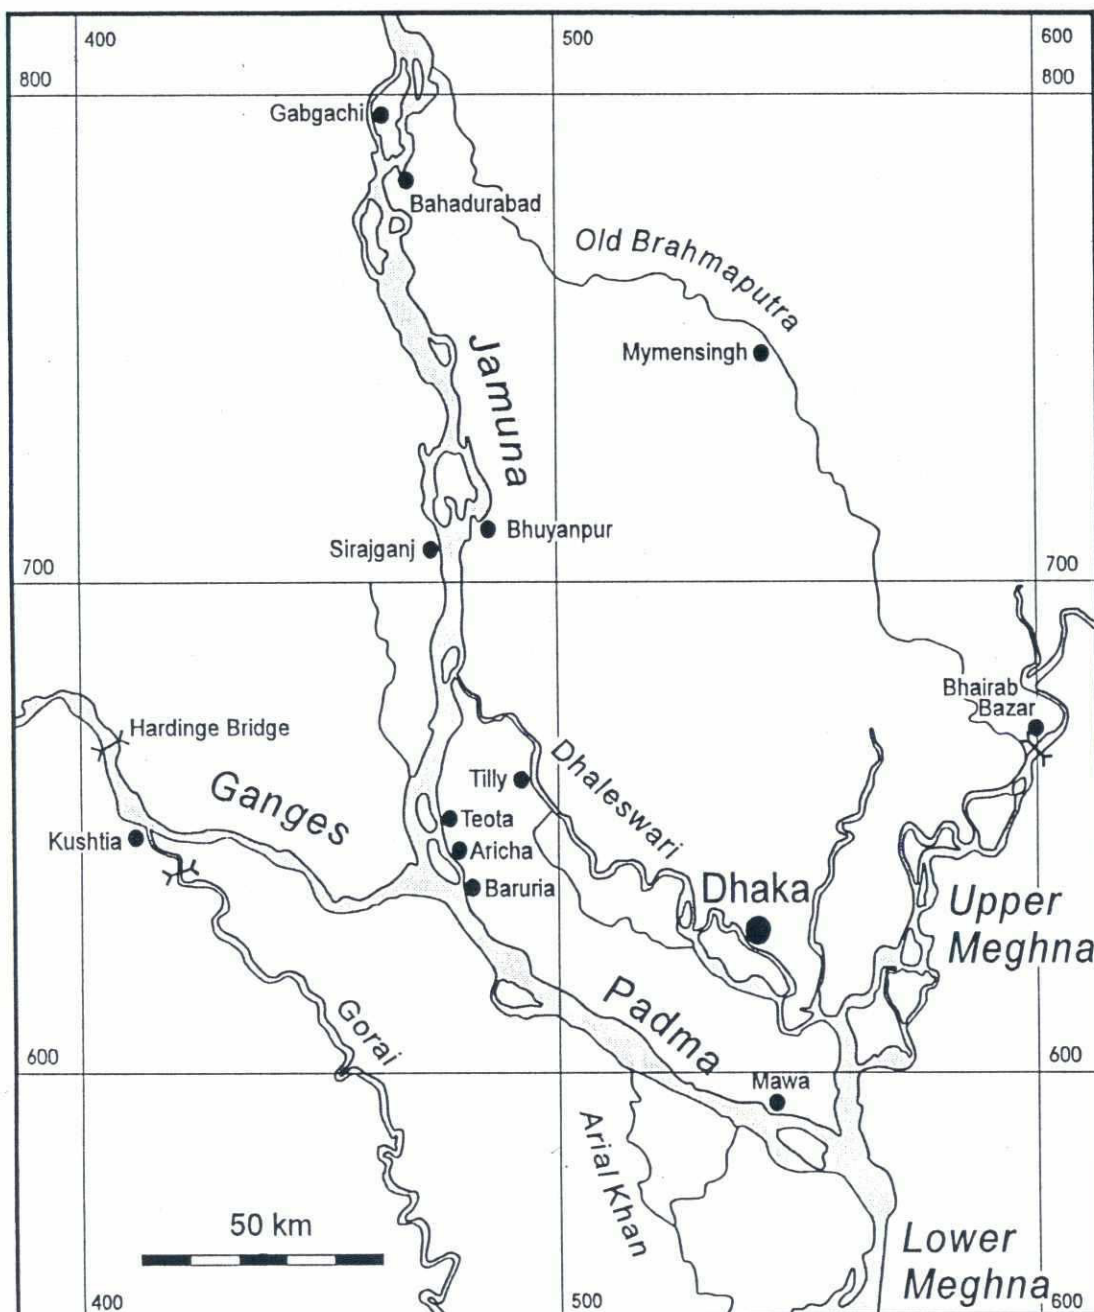 400
500
600
800
800
Gabgachi
Bahadurabad
Old Brahmaputra
Mymensingh
Jamuna
Bhuyanpur
Sirajganj
700
700
Bhairab
Bazar
Hardinge Bridge
Ganges
Tilly
Dhaleswari
Teota
Kushtia
Aricha
Baruria
Dhaka
Upper
Meghna
Padma
Gorai
600
600
Mawa
Arial Khan
50 km
Lower
Meghna
400
500
600